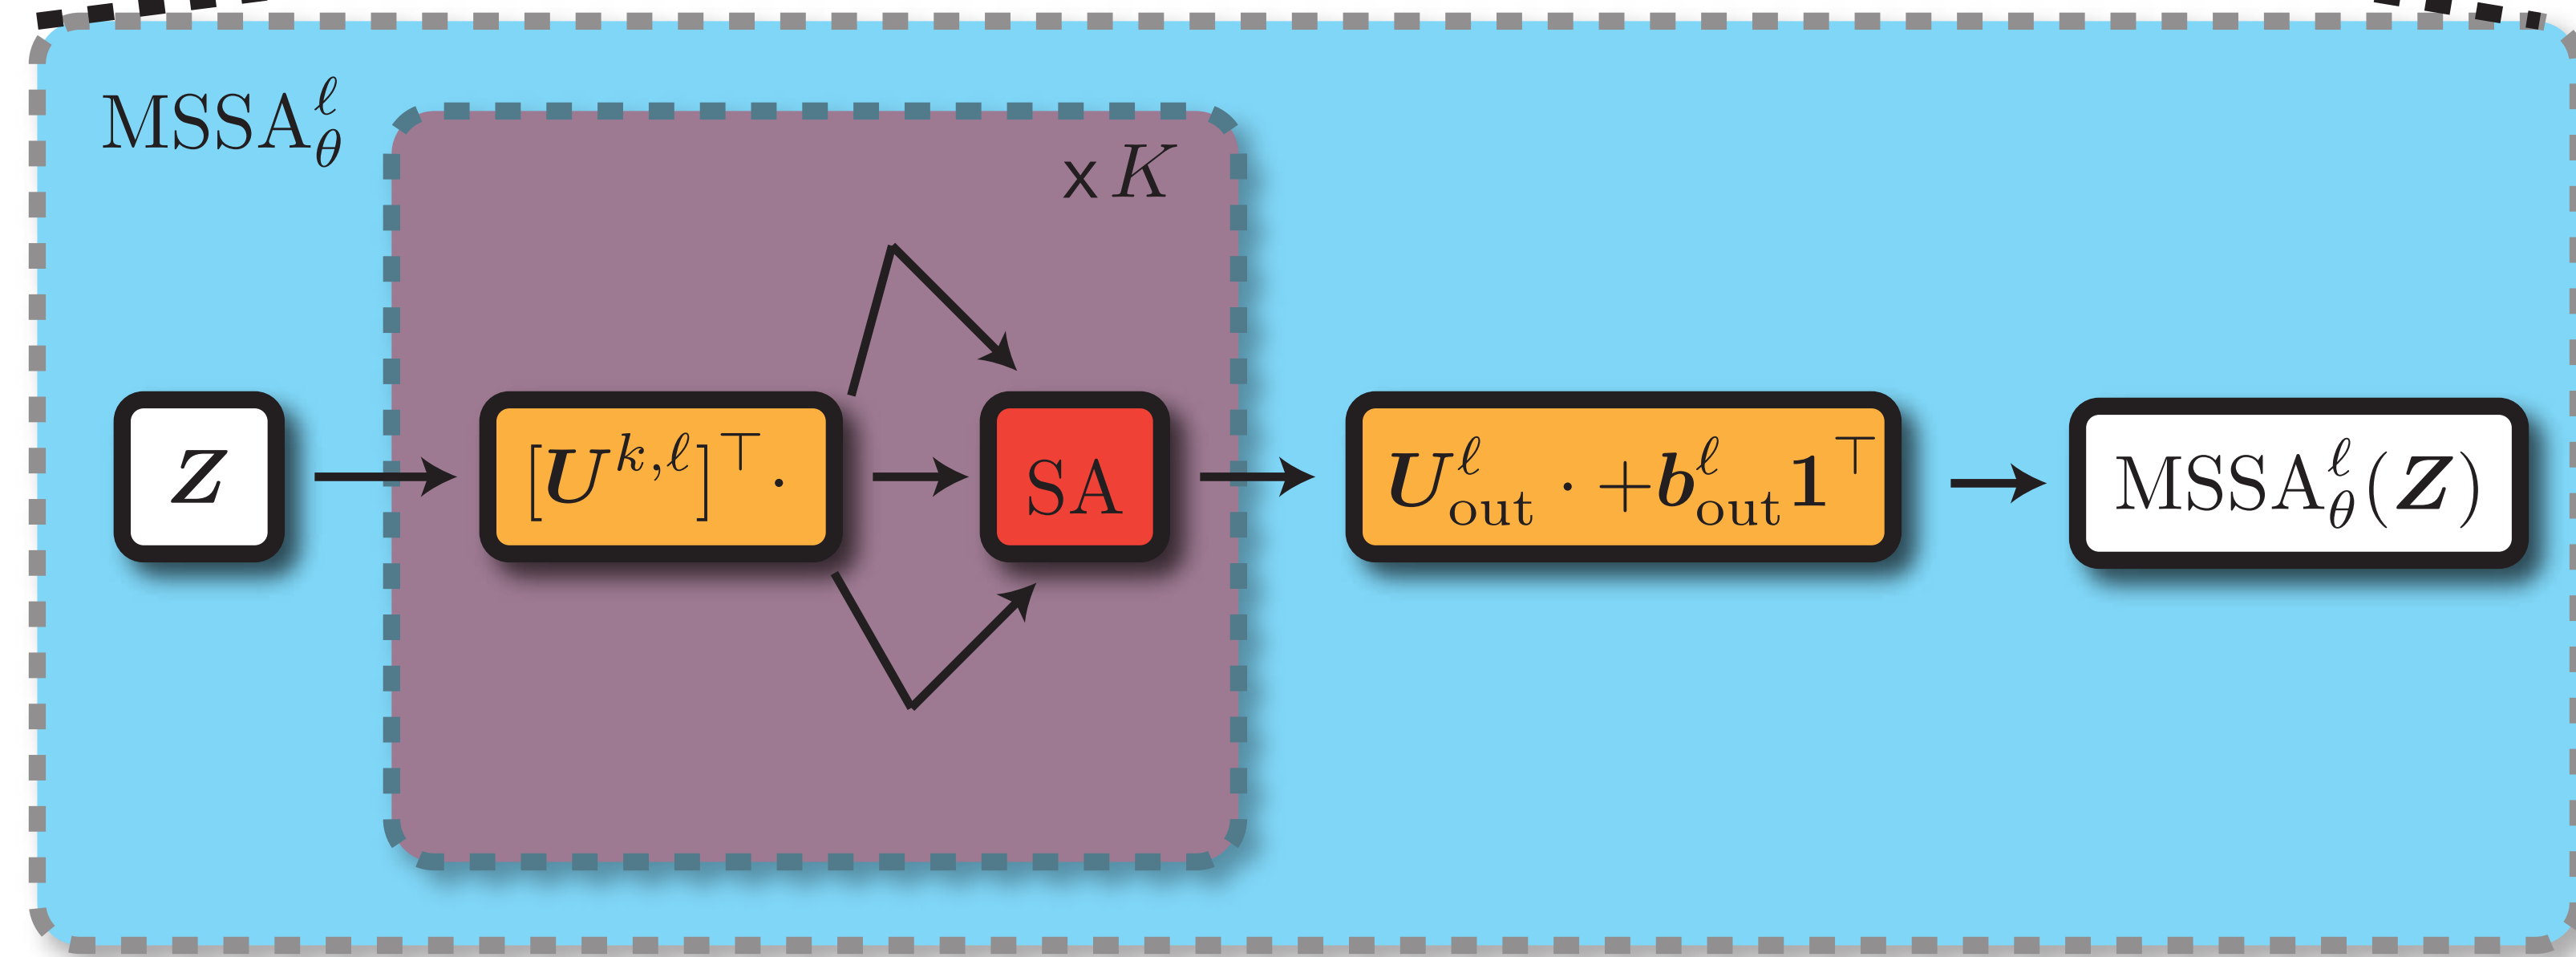 MSSA^ℓ_θ
x K
Z
[U^{k,ℓ}]^⊤ ·
SA
U^ℓ_out · + b^ℓ_out 1^⊤
MSSA^ℓ_θ(Z)